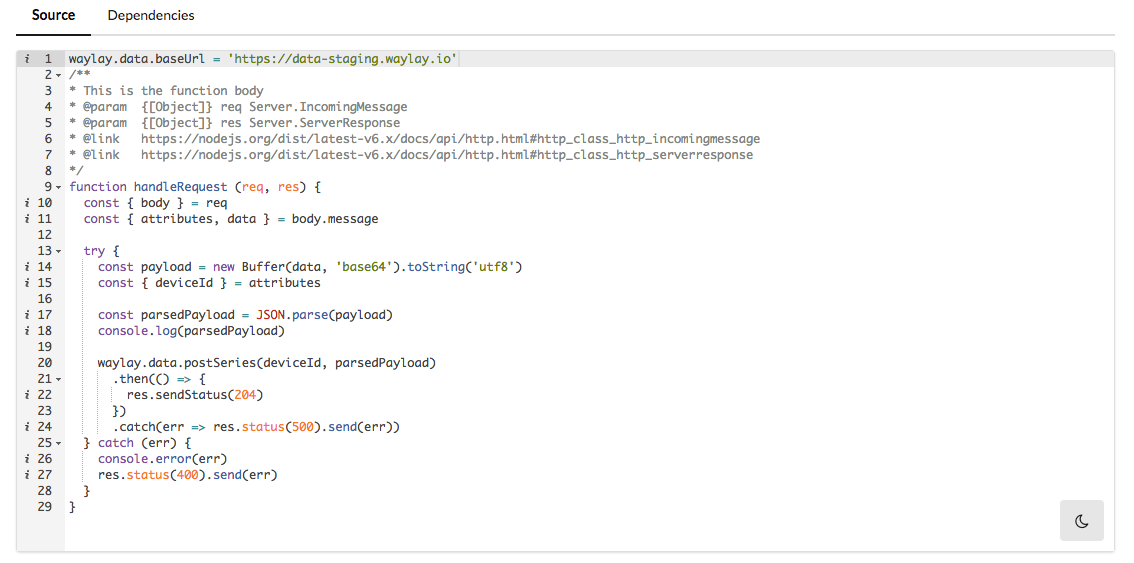 Source Dependencies
i 1 waylay.data.baseUrl = 'https://data-staging.waylay.io'
2 /**
3 * This is the function body
4 * @param  {[Object]} req Server.IncomingMessage
5 * @param  {[Object]} res Server.ServerResponse
6 * @link   https://nodejs.org/dist/latest-v6.x/docs/api/http.html#http_class_http_incomingmessage
7 * @link   https://nodejs.org/dist/latest-v6.x/docs/api/http.html#http_class_http_serverresponse
8 */
9 function handleRequest (req, res) {
i 10   const { body } = req
i 11   const { attributes, data } = body.message
12
13   try {
i 14     const payload = new Buffer(data, 'base64').toString('utf8')
i 15     const { deviceId } = attributes
16
i 17     const parsedPayload = JSON.parse(payload)
i 18     console.log(parsedPayload)
19
20     waylay.data.postSeries(deviceId, parsedPayload)
21       .then(() => {
i 22         res.sendStatus(204)
23       })
i 24       .catch(err => res.status(500).send(err))
25   } catch (err) {
i 26     console.error(err)
i 27     res.status(400).send(err)
28   }
29 }